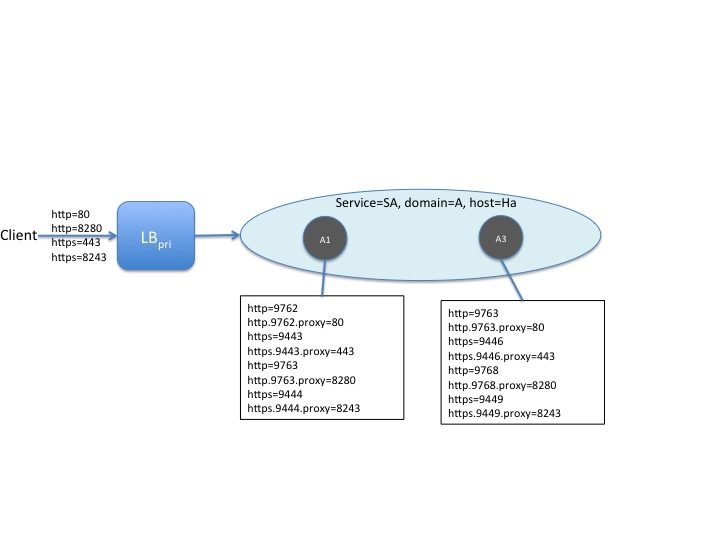 http=80
http=8280
Client
https=443
https=8243
LBpri
Service=SA, domain=A, host=Ha
A1
A3
http=9762
http.9762.proxy=80
https=9443
https.9443.proxy=443
http=9763
http.9763.proxy=8280
https=9444
https.9444.proxy=8243
http=9763
http.9763.proxy=80
https=9446
https.9446.proxy=443
http=9768
http.9768.proxy=8280
https=9449
https.9449.proxy=8243